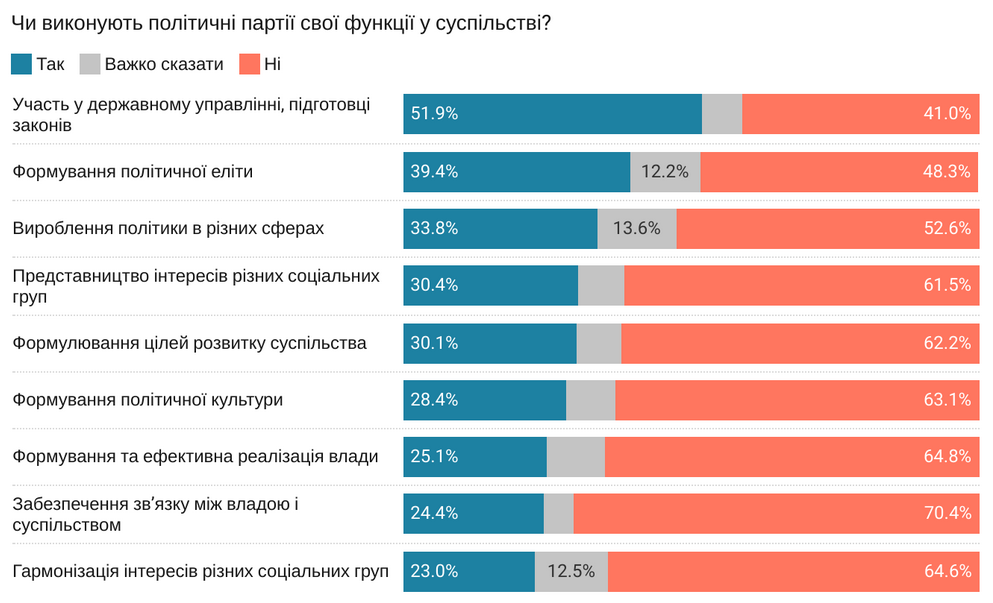 Чи виконують політичні партії свої функції у суспільстві?
Так Важко сказати Ні
Участь у державному управлінні, підготовці
законів
51.9% 41.0%
Формування політичної еліти 39.4% 12.2% 48.3%
Вироблення політики в різних сферах 33.8% 13.6% 52.6%
Представництво інтересів різних соціальних
груп
30.4% 61.5%
Формулювання цілей розвитку суспільства 30.1% 62.2%
Формування політичної культури 28.4% 63.1%
Формування та ефективна реалізація влади 25.1% 64.8%
Забезпечення зв’язку між владою і
суспільством
24.4% 70.4%
Гармонізація інтересів різних соціальних груп 23.0% 12.5% 64.6%